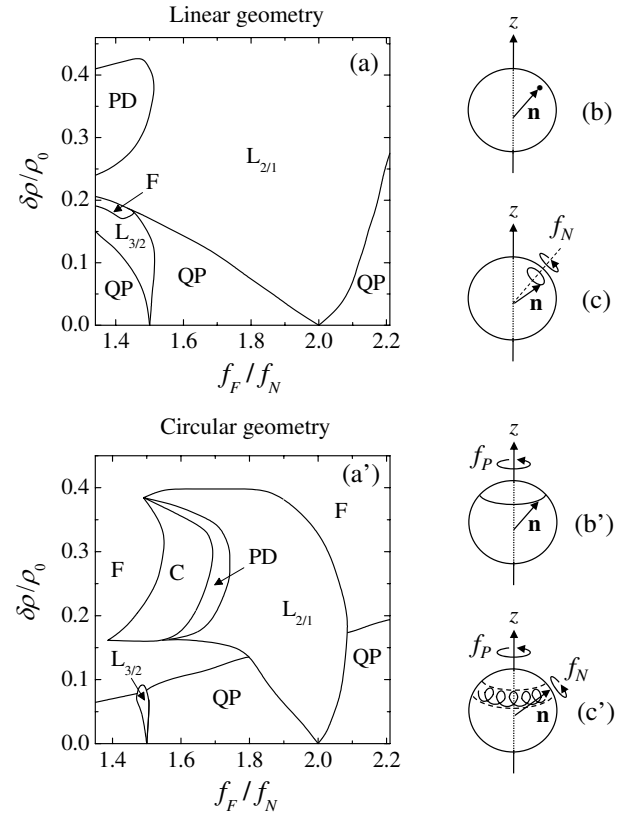 Linear geometry
(a)
PD
F
L3/2
QP
QP
L2/1
QP
0.4
0.3
0.2
0.1
0.0
δρ/ρ0
1.4 1.6 1.8 2.0 2.2
fF / fN
z
n
(b)
z
fN
n
(c)
Circular geometry
(a')
F
F
C
PD
L2/1
L3/2
QP
QP
0.4
0.3
0.2
0.1
0.0
δρ/ρ0
1.4 1.6 1.8 2.0 2.2
fF / fN
z
fP
n
(b')
z
fP
fN
n
(c')